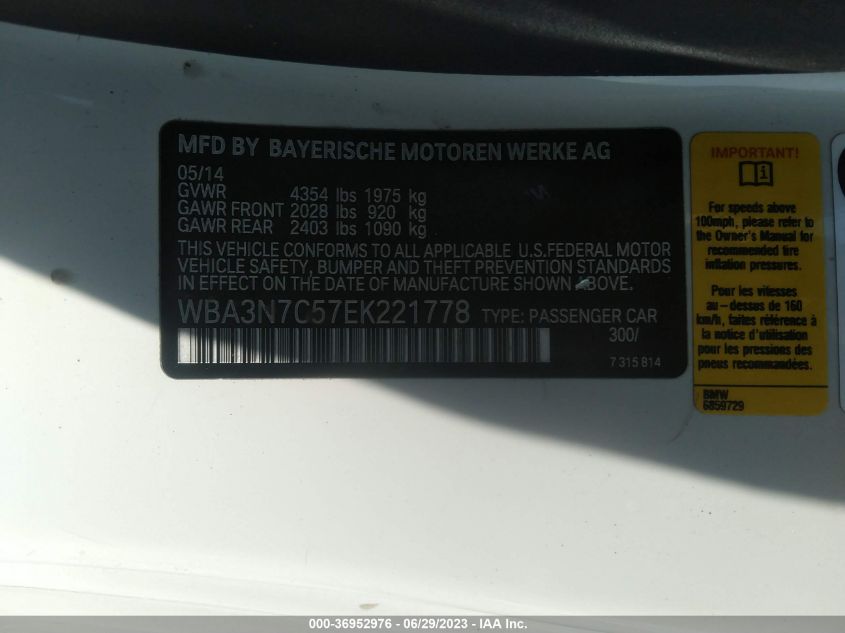 MFD BY BAYERISCHE MOTOREN WERKE AG
05/14
GVWR 4354 lbs 1975 kg
GAWR FRONT 2028 lbs 920 kg
GAWR REAR 2403 lbs 1090 kg
THIS VEHICLE CONFORMS TO ALL APPLICABLE U.S.FEDERAL MOTOR
VEHICLE SAFETY, BUMPER AND THEFT PREVENTION STANDARDS
IN EFFECT ON THE DATE OF MANUFACTURE SHOWN ABOVE.
WBA3N7C57EK221778 TYPE: PASSENGER CAR
300/
7 315 814
IMPORTANT!
For speeds above
100mph, please refer to
the Owner's Manual for
recommended tire
inflation pressures.
Pour les vitesses
au-dessus de 160
km/h, faites référence à
la notice d'utilisation
pour les pressions des
pneus recommandées.
BMW
6859729
000-36952976 | 06/29/2023 - IAA Inc.